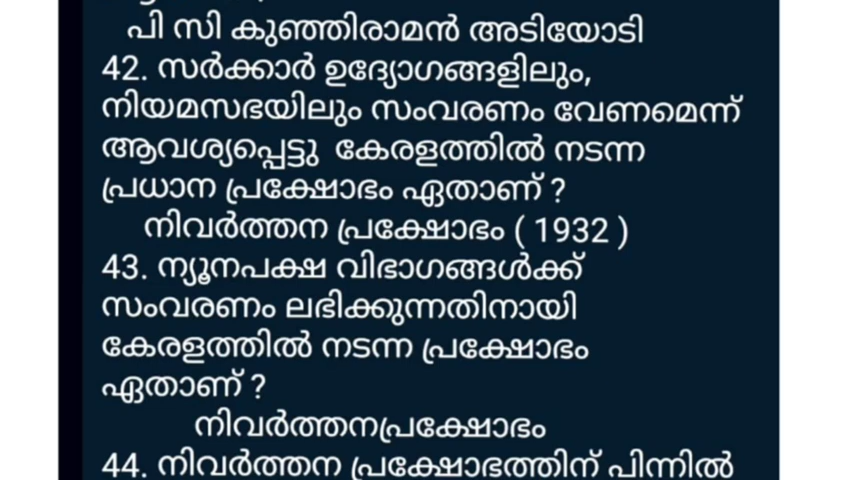 പി സി കുഞ്ഞിരാമൻ അടിയോടി
42. സർക്കാർ ഉദ്യോഗങ്ങളിലും,
നിയമസഭയിലും സംവരണം വേണമെന്ന്
ആവശ്യപ്പെട്ടു കേരളത്തിൽ നടന്ന
പ്രധാന പ്രക്ഷോഭം ഏതാണ് ?
നിവർത്തന പ്രക്ഷോഭം ( 1932 )
43. ന്യൂനപക്ഷ വിഭാഗങ്ങൾക്ക്
സംവരണം ലഭിക്കുന്നതിനായി
കേരളത്തിൽ നടന്ന പ്രക്ഷോഭം
ഏതാണ് ?
നിവർത്തനപ്രക്ഷോഭം
44. നിവർത്തന പ്രക്ഷോഭത്തിന് പിന്നിൽ